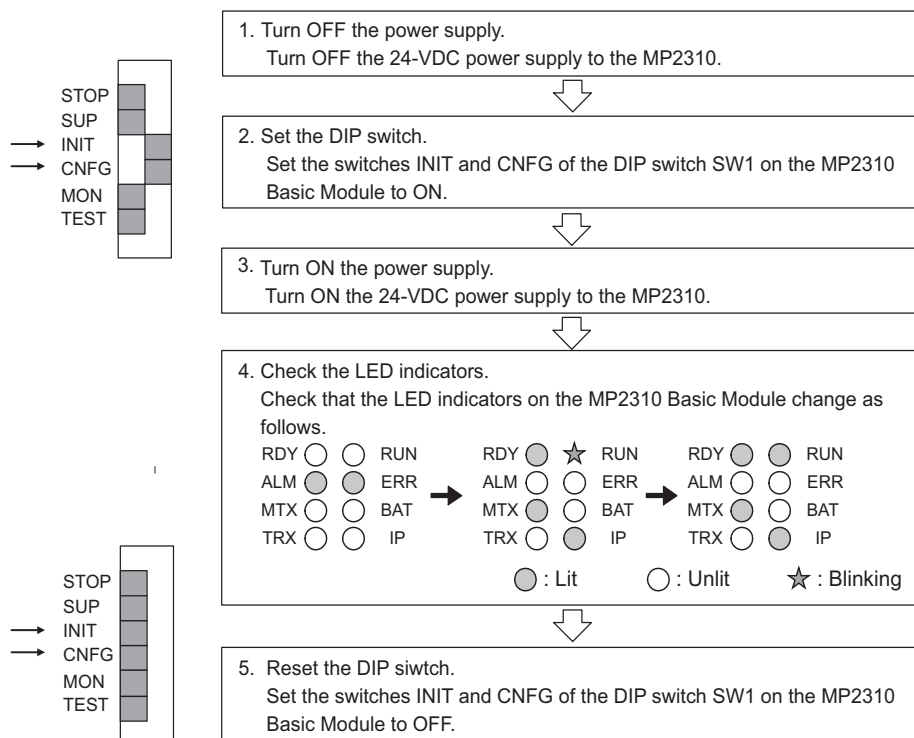 1. Turn OFF the power supply.
Turn OFF the 24-VDC power supply to the MP2310.
STOP
SUP
INIT
CNFG
MON
TEST
2. Set the DIP switch.
Set the switches INIT and CNFG of the DIP switch SW1 on the MP2310
Basic Module to ON.
3. Turn ON the power supply.
Turn ON the 24-VDC power supply to the MP2310.
4. Check the LED indicators.
Check that the LED indicators on the MP2310 Basic Module change as
follows.
RDY RUN RDY RUN RDY RUN
ALM ERR ALM ERR ALM ERR
MTX BAT MTX BAT MTX BAT
TRX IP TRX IP TRX IP
: Lit : Unlit : Blinking
STOP
SUP
INIT
CNFG
MON
TEST
5. Reset the DIP siwtch.
Set the switches INIT and CNFG of the DIP switch SW1 on the MP2310
Basic Module to OFF.